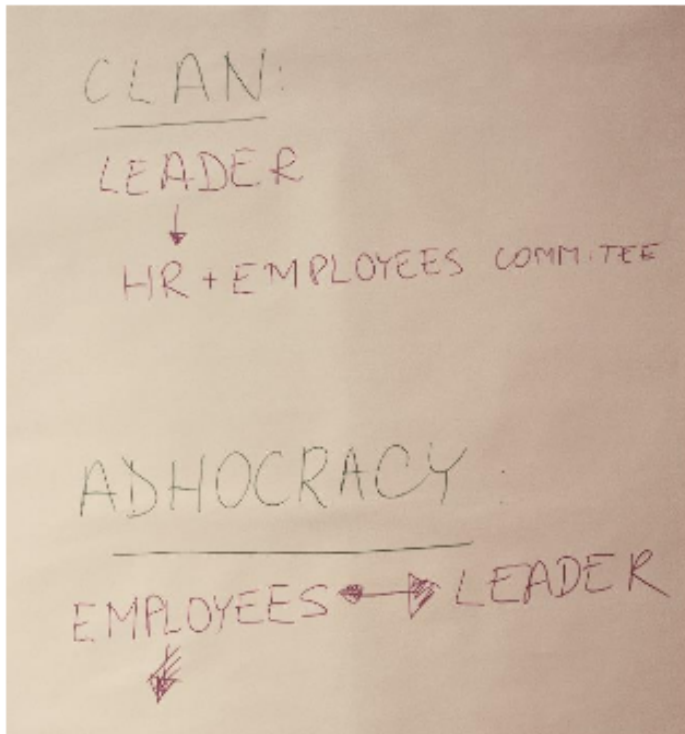 CLAN:
LEADER
HR + EMPLOYEES COMMITEE
ADHOCRACY:
EMPLOYEES ↔ LEADER